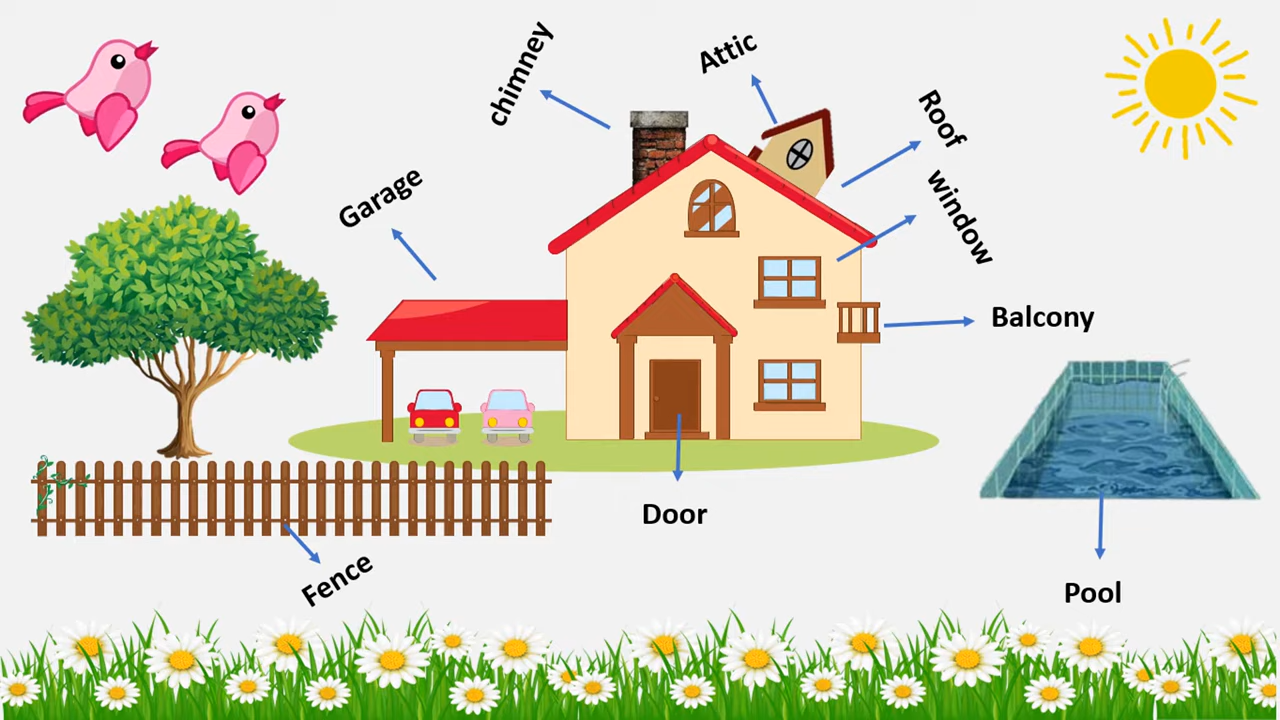 chimney
Attic
Roof
Garage
window
Balcony
Door
Fence
Pool